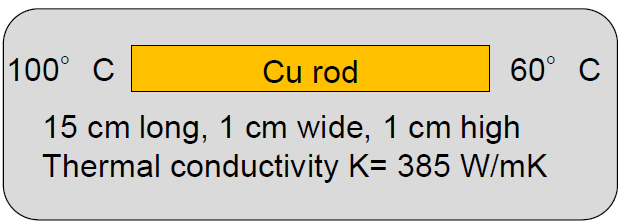 100° C Cu rod 60° C
15 cm long, 1 cm wide, 1 cm high
Thermal conductivity K= 385 W/mK